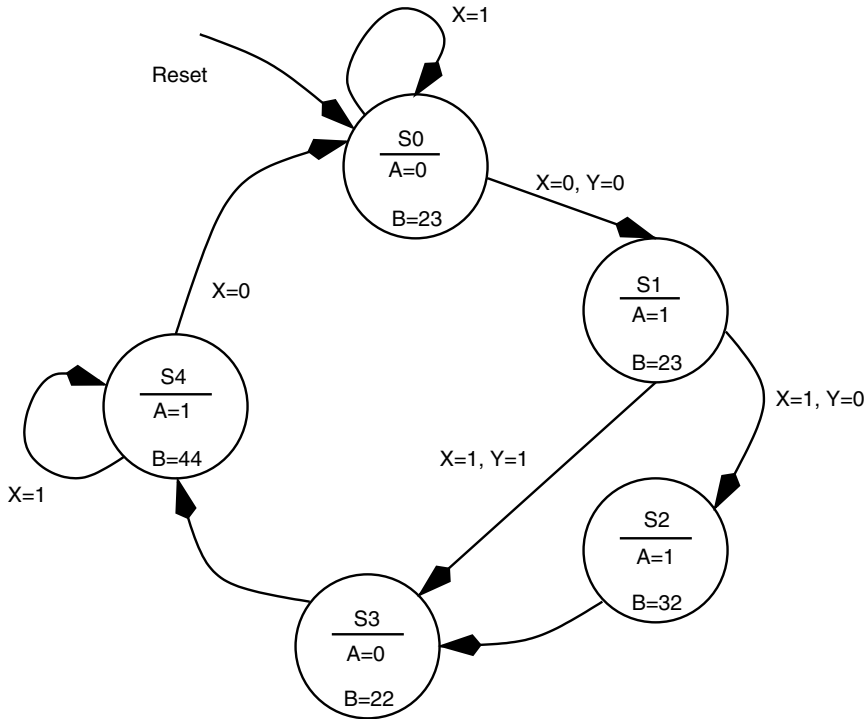 X=1
Reset
S0
A=0
B=23
X=0, Y=0
S1
A=1
B=23
X=0
S4
A=1
B=44
X=1
X=1, Y=0
X=1, Y=1
S2
A=1
B=32
S3
A=0
B=22